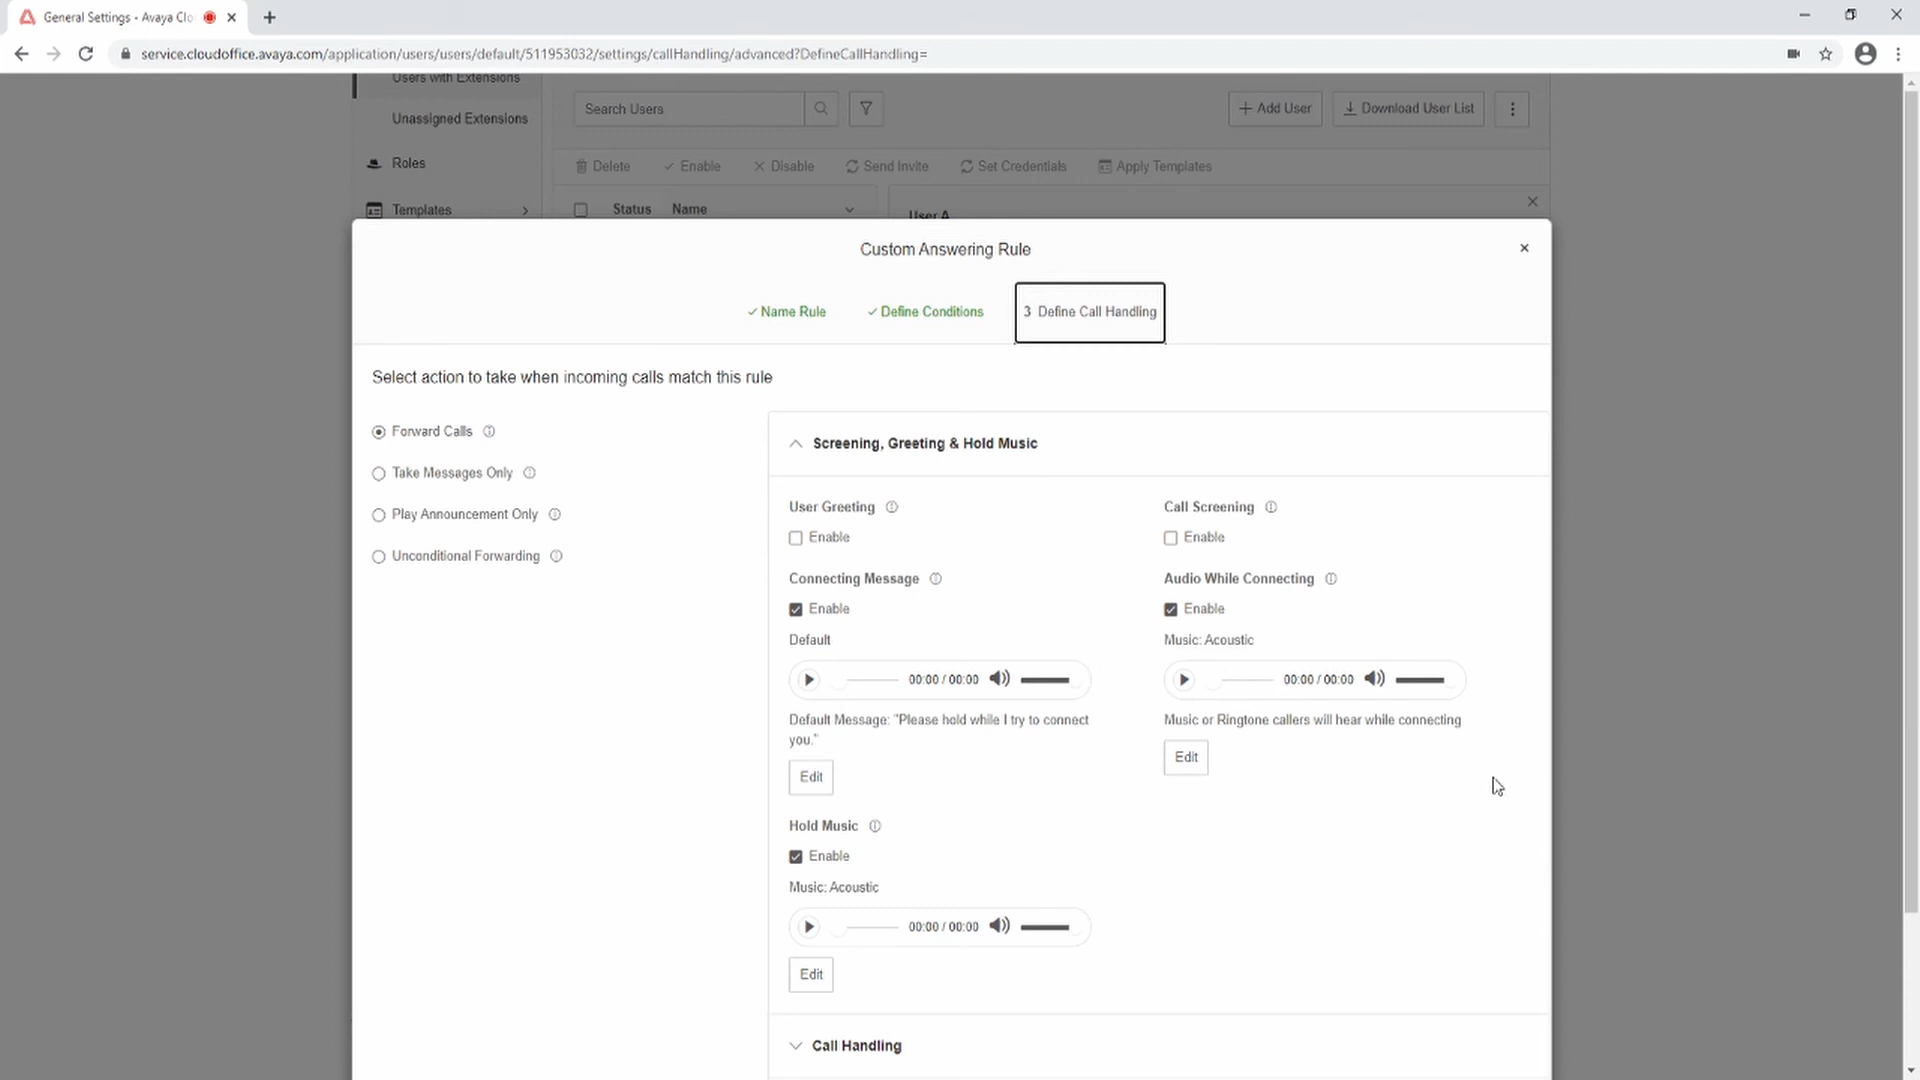 General Settings - Avaya Clo
service.cloudoffice.avaya.com/application/users/users/default/511953032/settings/callHandling/advanced?DefineCallHandling=
Users with Extensions
Unassigned Extensions
Roles
Templates
Search Users
Add User
Download User List
Delete
Enable
Disable
Send Invite
Set Credentials
Apply Templates
Status
Name
User A
Custom Answering Rule
Name Rule
Define Conditions
3 Define Call Handling
Select action to take when incoming calls match this rule
Forward Calls
Take Messages Only
Play Announcement Only
Unconditional Forwarding
Screening, Greeting & Hold Music
User Greeting
Enable
Call Screening
Enable
Connecting Message
Enable
Default
00:00 / 00:00
Default Message: "Please hold while I try to connect
you."
Edit
Audio While Connecting
Enable
Music: Acoustic
00:00 / 00:00
Music or Ringtone callers will hear while connecting
Edit
Hold Music
Enable
Music: Acoustic
00:00 / 00:00
Edit
Call Handling